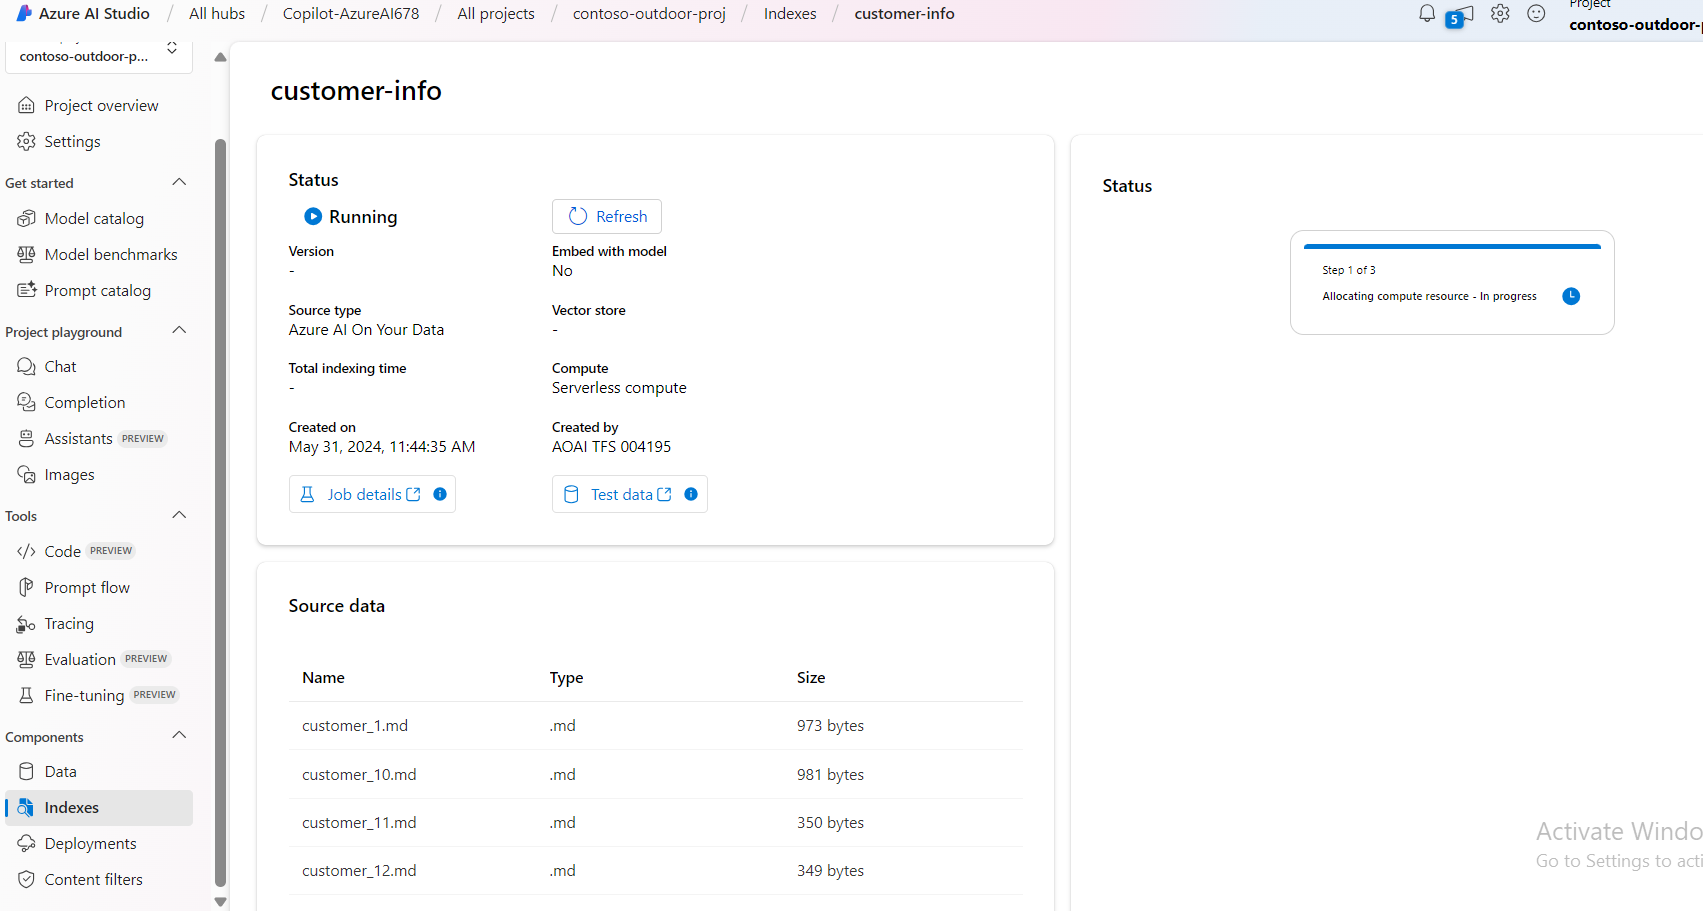 Azure AI Studio / All hubs / Copilot-AzureAI678 / All projects / contoso-outdoor-proj / Indexes / customer-info
5
Project
contoso-outdoor-p
contoso-outdoor-p...
Project overview
Settings
Get started
Model catalog
Model benchmarks
Prompt catalog
Project playground
Chat
Completion
Assistants PREVIEW
Images
Tools
Code PREVIEW
Prompt flow
Tracing
Evaluation PREVIEW
Fine-tuning PREVIEW
Components
Data
Indexes
Deployments
Content filters
customer-info
Status
Running Refresh
Version Embed with model
- No
Source type Vector store
Azure AI On Your Data -
Total indexing time Compute
- Serverless compute
Created on Created by
May 31, 2024, 11:44:35 AM AOAI TFS 004195
Job details Test data
Source data
Name Type Size
customer_1.md .md 973 bytes
customer_10.md .md 981 bytes
customer_11.md .md 350 bytes
customer_12.md .md 349 bytes
Status
Step 1 of 3
Allocating compute resource - In progress
Activate Windo
Go to Settings to acti